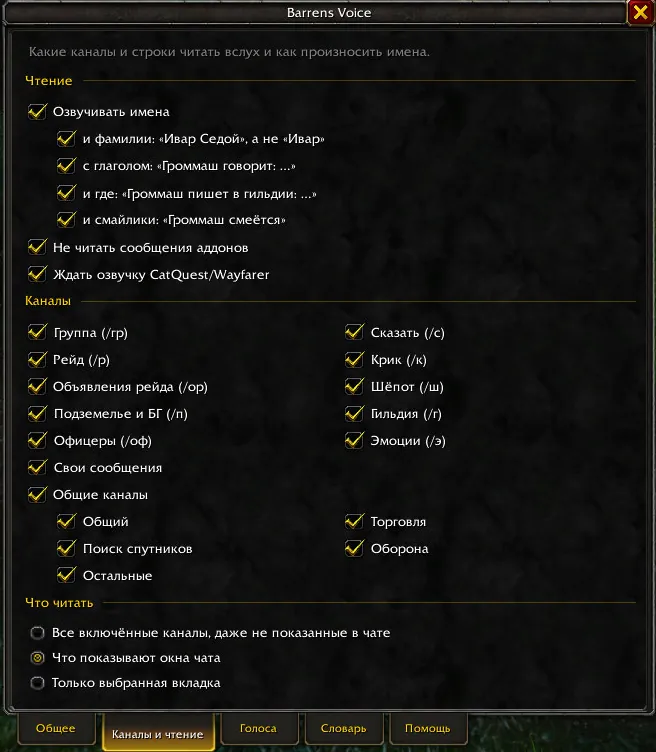 Barrens Voice
Какие каналы и строки читать вслух и как произносить имена.
Чтение
Озвучивать имена
и фамилии: «Ивар Седой», а не «Ивар»
с глаголом: «Громмаш говорит: ...»
и где: «Громмаш пишет в гильдии: ...»
и смайлики: «Громмаш смеётся»
Не читать сообщения аддонов
Ждать озвучку CatQuest/Wayfarer
Каналы
Группа (/гр)
Сказать (/с)
Рейд (/р)
Крик (/к)
Объявления рейда (/ор)
Шёпот (/ш)
Подземелье и БГ (/п)
Гильдия (/г)
Офицеры (/оф)
Эмоции (/э)
Свои сообщения
Общие каналы
Общий
Торговля
Поиск спутников
Оборона
Остальные
Что читать
Все включённые каналы, даже не показанные в чате
Что показывают окна чата
Только выбранная вкладка
Общее
Каналы и чтение
Голоса
Словарь
Помощь